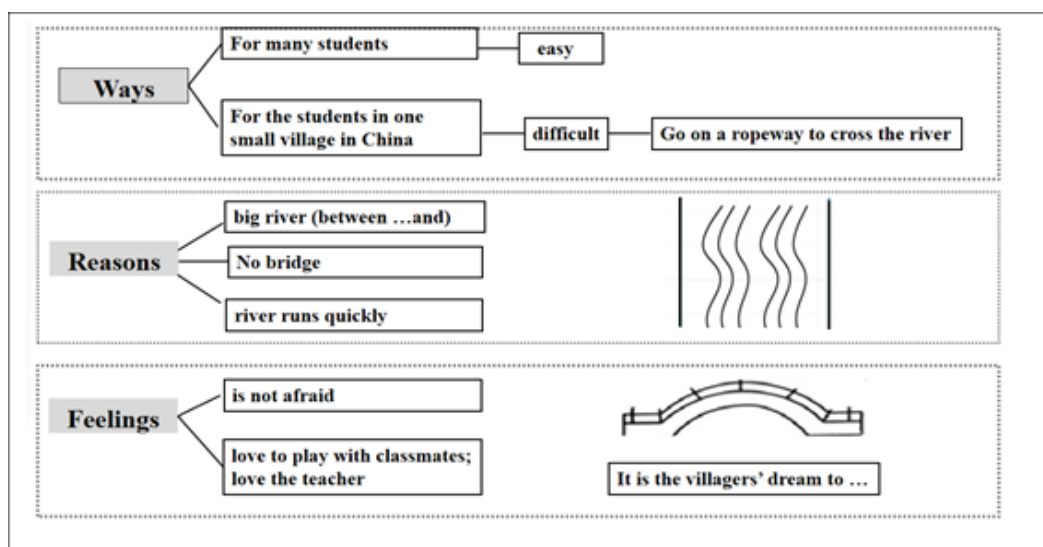 Ways
For many students
easy
For the students in one
small village in China
difficult
Go on a ropeway to cross the river
Reasons
big river (between …and)
No bridge
river runs quickly
Feelings
is not afraid
love to play with classmates;
love the teacher
It is the villagers’ dream to …